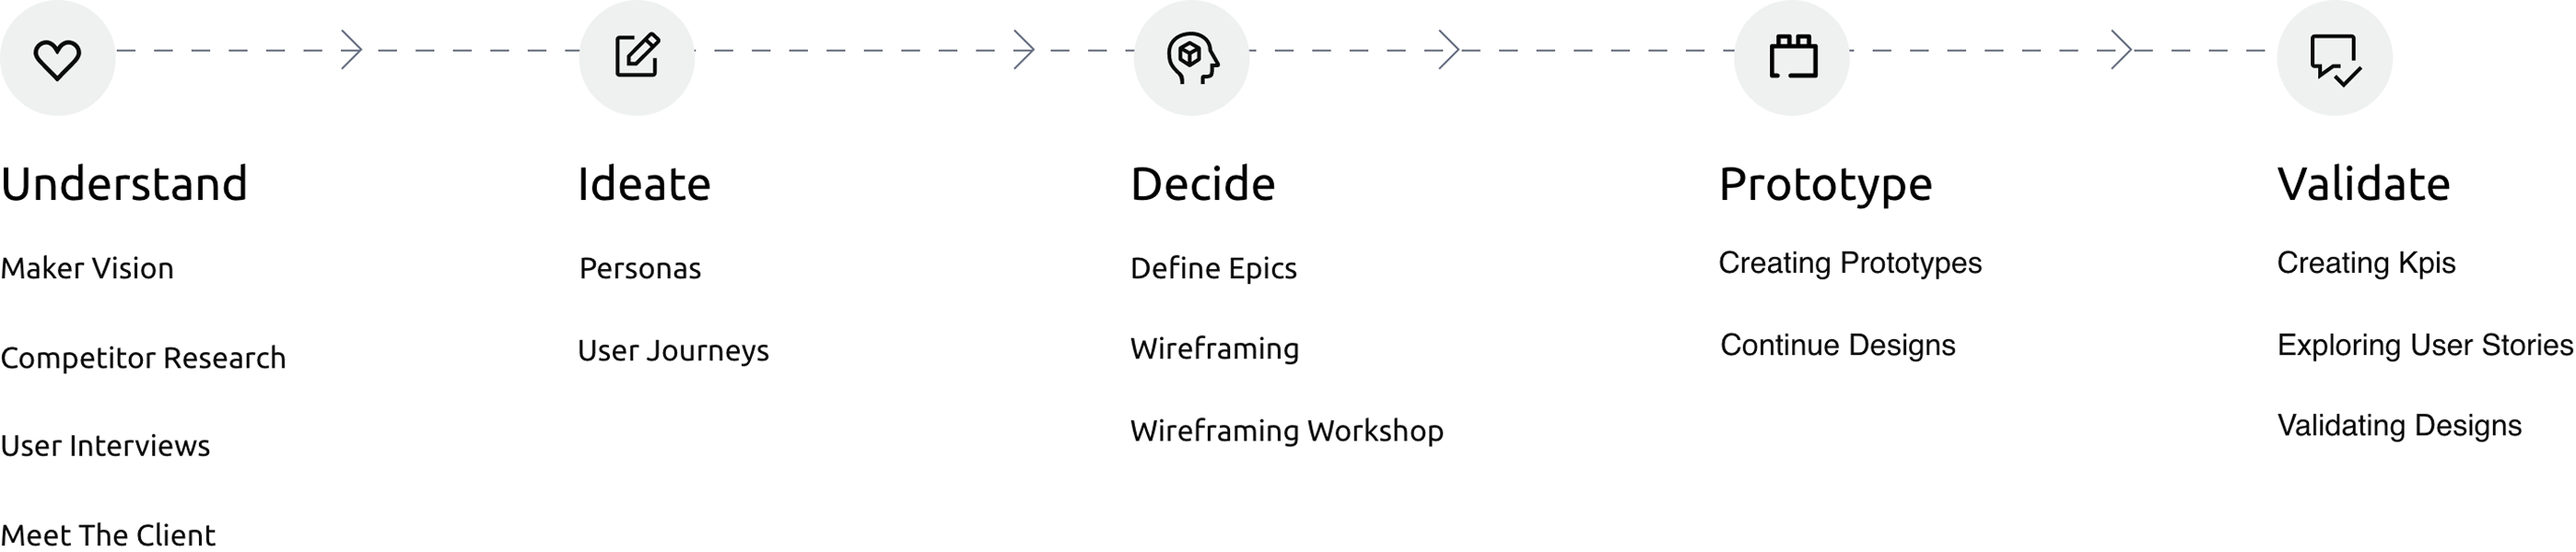 Understand
Maker Vision
Competitor Research
User Interviews
Meet The Client
Ideate
Personas
User Journeys
Decide
Define Epics
Wireframing
Wireframing Workshop
Prototype
Creating Prototypes
Continue Designs
Validate
Creating Kpis
Exploring User Stories
Validating Designs